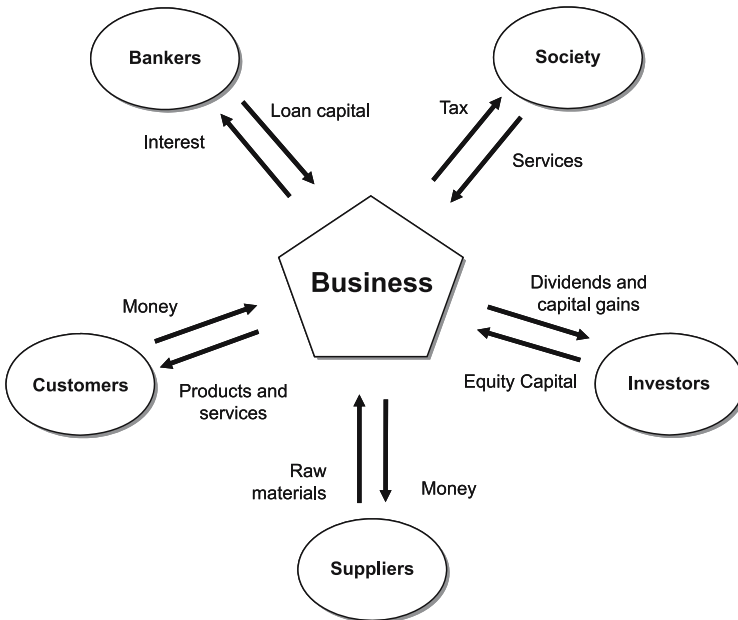 Bankers
Society
Loan capital
Tax
Interest
Services
Business
Dividends and
capital gains
Money
Customers
Products and
services
Equity Capital
Investors
Raw
materials
Money
Suppliers